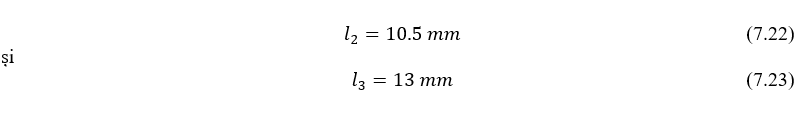 l₂ = 10.5 mm (7.22)
și
l₃ = 13 mm (7.23)